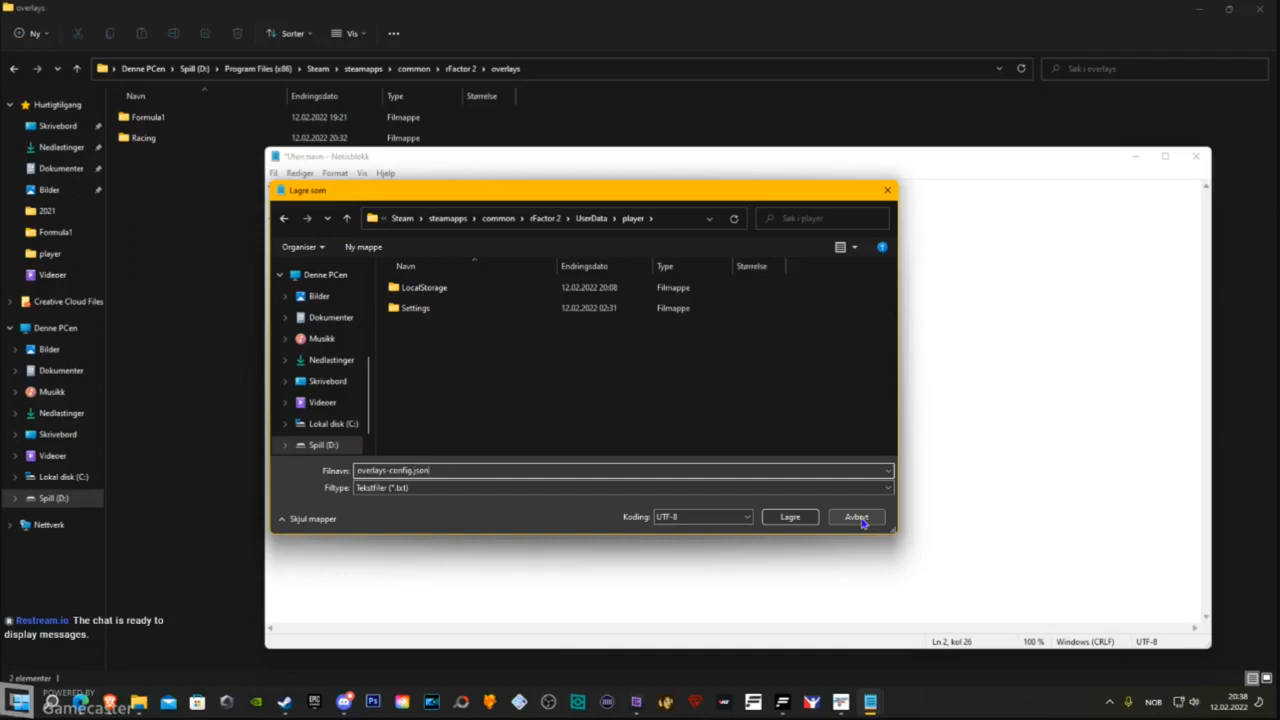 overlays
Ny
Sorter
Vis
Denne PCen > Spill (D:) > Program Files (x86) > Steam > steamapps > common > rFactor 2 > overlays
Søk i overlays
Navn Endringsdato Type Størrelse
Formula1 12.02.2022 19:21 Filmappe
Racing 12.02.2022 20:32 Filmappe
Hurtigtilgang
Skrivebord
Nedlastinger
Dokumenter
Bilder
2021
Formula1
player
Videoer
Creative Cloud Files
Denne PCen
Bilder
Dokumenter
Musikk
Nedlastinger
Skrivebord
Videoer
Lokal disk (C:)
Spill (D:)
Nettverk
*Uten navn – Notisblokk
Fil Rediger Format Vis Hjelp
Lagre som
« Steam > steamapps > common > rFactor 2 > UserData > player >
Søk i player
Organiser
Ny mappe
Navn Endringsdato Type Størrelse
LocalStorage 12.02.2022 20:08 Filmappe
Settings 12.02.2022 02:31 Filmappe
Denne PCen
Bilder
Dokumenter
Musikk
Nedlastinger
Skrivebord
Videoer
Lokal disk (C:)
Spill (D:)
Filnavn: overlays-config.json
Filtype: Tekstfiler (*.txt)
Skjul mapper
Koding: UTF-8
Lagre
Avbryt
Ln 2, kol 26
100 %
Windows (CRLF)
UTF-8
Restream.io The chat is ready to
display messages.
2 elementer
POWERED BY
Gamecaster
EPIC
NOB
20:38
12.02.2022